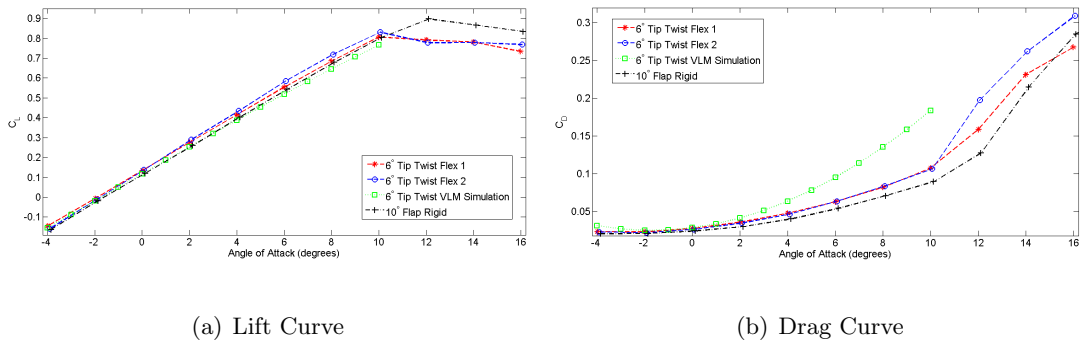 0.9
0.8
0.7
0.6
0.5
0.4
0.3
0.2
0.1
0
-0.1
C_L
-4
-2
0
2
4
6
8
10
12
14
16
Angle of Attack (degrees)
6° Tip Twist Flex 1
6° Tip Twist Flex 2
6° Tip Twist VLM Simulation
10° Flap Rigid
(a) Lift Curve
0.3
0.25
0.2
0.15
0.1
0.05
C_D
-4
-2
0
2
4
6
8
10
12
14
16
Angle of Attack (degrees)
6° Tip Twist Flex 1
6° Tip Twist Flex 2
6° Tip Twist VLM Simulation
10° Flap Rigid
(b) Drag Curve